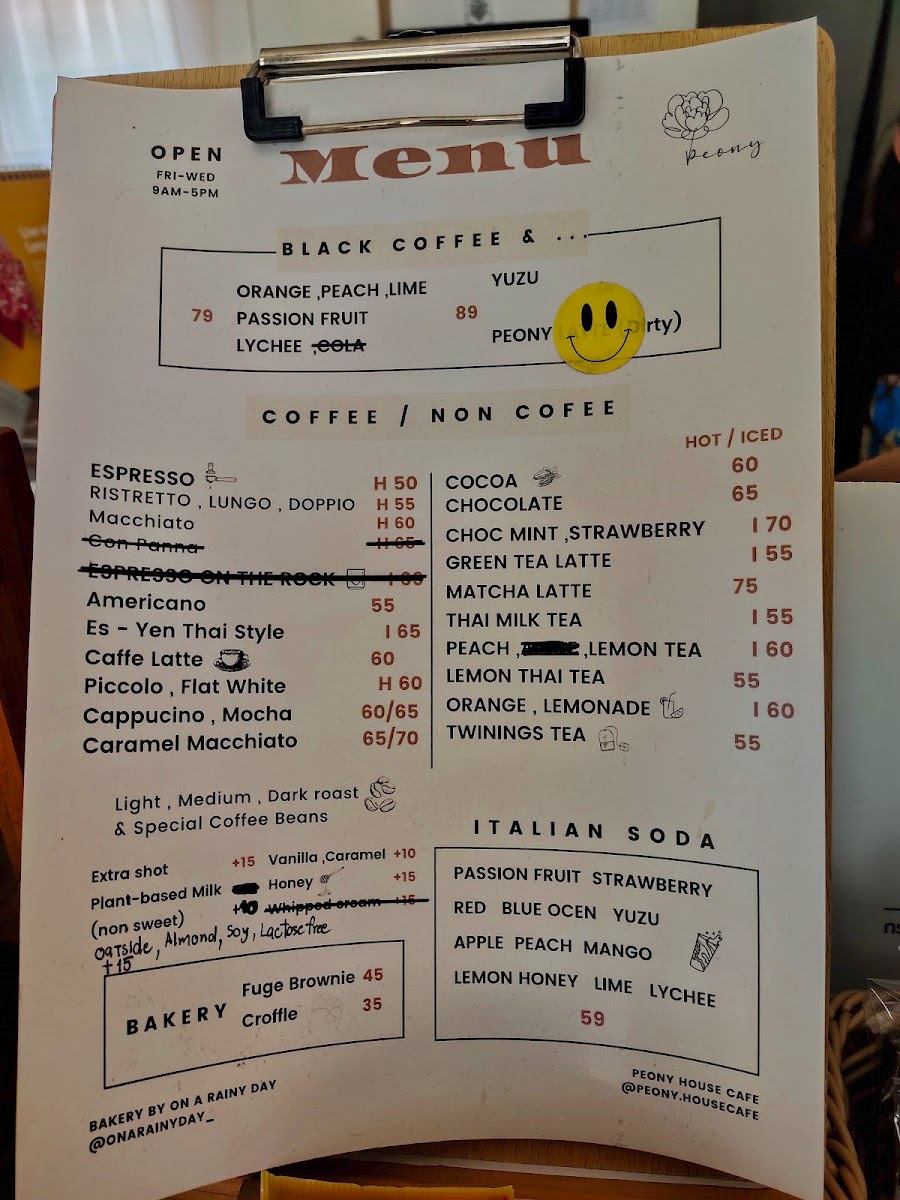 OPEN
FRI-WED
9AM-5PM
Menu
peony
BLACK COFFEE & ...
79
ORANGE ,PEACH ,LIME
PASSION FRUIT
LYCHEE ,COLA
89
YUZU
PEONY LATTE (Dirty)
COFFEE / NON COFEE
HOT / ICED
ESPRESSO H 50
RISTRETTO , LUNGO , DOPPIO H 55
Macchiato H 60
Con Panna H 65
ESPRESSO ON THE ROCK I 80
Americano 55
Es - Yen Thai Style I 65
Caffe Latte 60
Piccolo , Flat White H 60
Cappucino , Mocha 60/65
Caramel Macchiato 65/70
COCOA 60
CHOCOLATE 65
CHOC MINT ,STRAWBERRY I 70
GREEN TEA LATTE I 55
MATCHA LATTE 75
THAI MILK TEA I 55
PEACH , ,LEMON TEA I 60
LEMON THAI TEA 55
ORANGE , LEMONADE I 60
TWININGS TEA 55
Light , Medium , Dark roast
& Special Coffee Beans
Extra shot +15
Plant-based Milk
(non sweet) +10
Oatside, Almond, Soy, Lactose free
+15
Vanilla ,Caramel +10
Honey +15
Whipped cream +15
BAKERY
Fuge Brownie 45
Croffle 35
ITALIAN SODA
PASSION FRUIT STRAWBERRY
RED BLUE OCEN YUZU
APPLE PEACH MANGO
LEMON HONEY LIME LYCHEE
59
BAKERY BY ON A RAINY DAY
@ONARAINYDAY_
PEONY HOUSE CAFE
@PEONY.HOUSECAFE